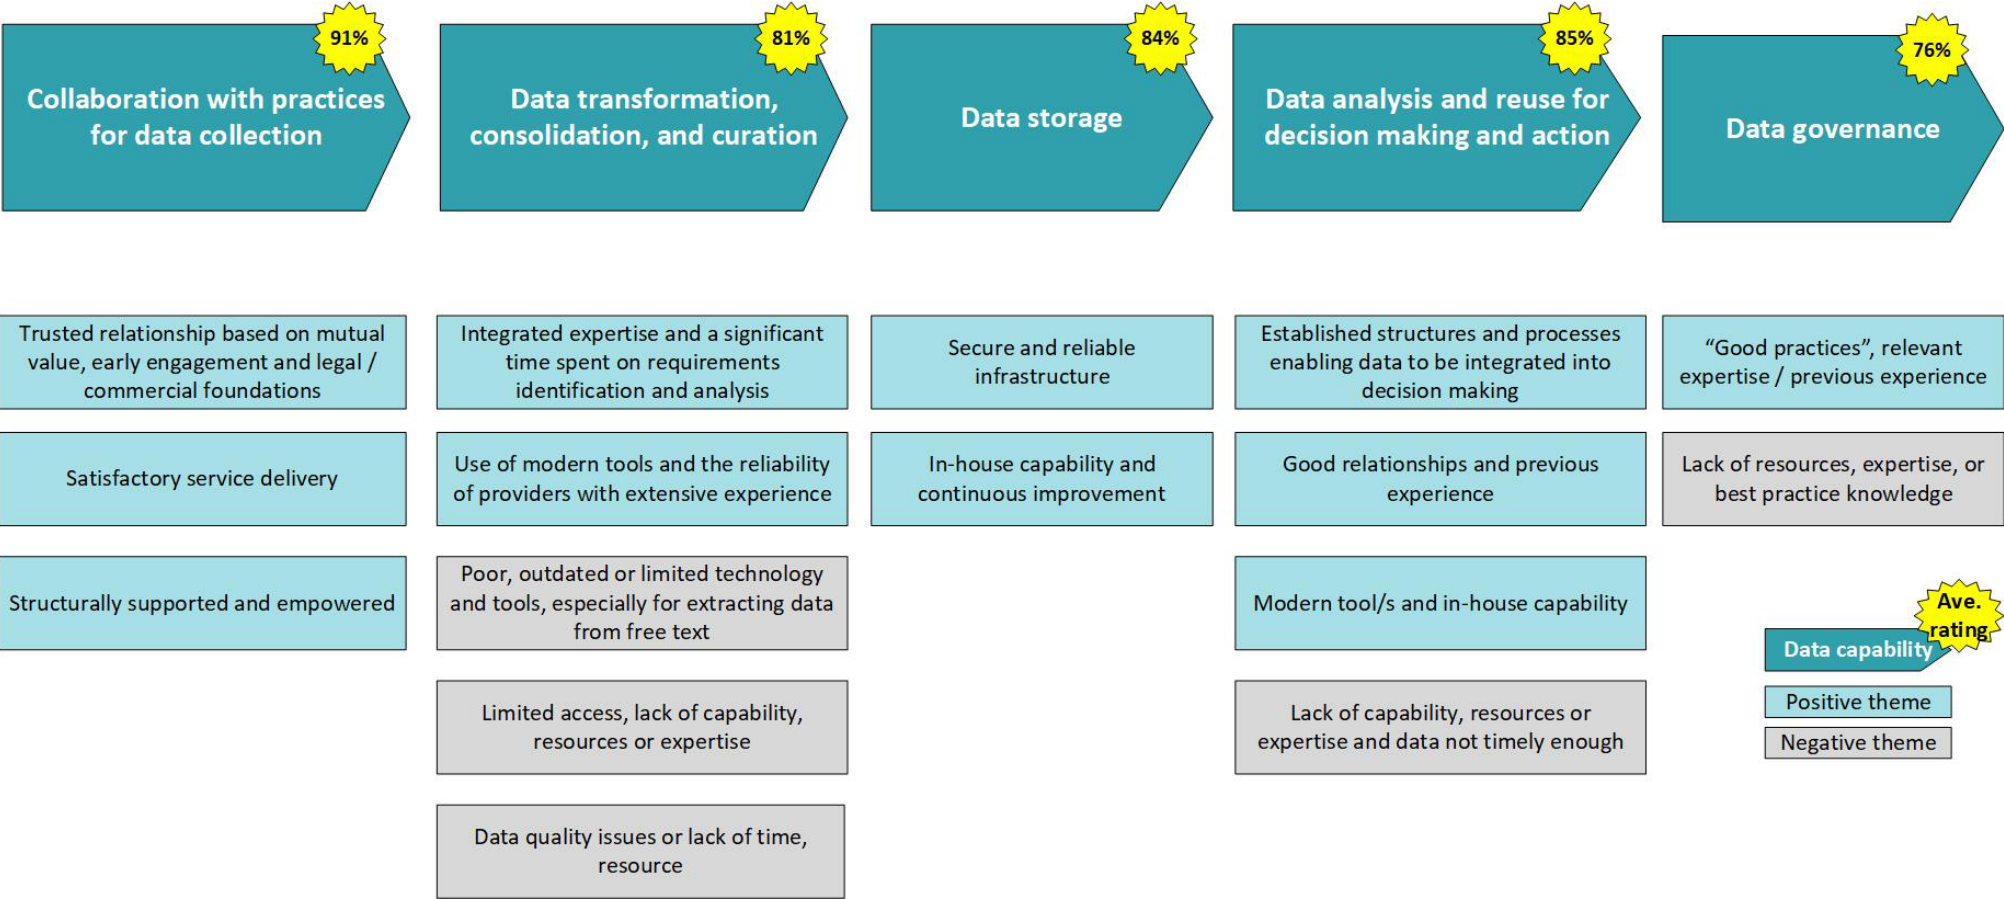 91%
Collaboration with practices
for data collection
81%
Data transformation,
consolidation, and curation
84%
Data storage
85%
Data analysis and reuse for
decision making and action
76%
Data governance
Trusted relationship based on mutual
value, early engagement and legal /
commercial foundations
Integrated expertise and a significant
time spent on requirements
identification and analysis
Secure and reliable
infrastructure
Established structures and processes
enabling data to be integrated into
decision making
“Good practices”, relevant
expertise / previous experience
Satisfactory service delivery
Use of modern tools and the reliability
of providers with extensive experience
In-house capability and
continuous improvement
Good relationships and previous
experience
Lack of resources, expertise, or
best practice knowledge
Structurally supported and empowered
Poor, outdated or limited technology
and tools, especially for extracting data
from free text
Modern tool/s and in-house capability
Limited access, lack of capability,
resources or expertise
Lack of capability, resources or
expertise and data not timely enough
Data quality issues or lack of time,
resource
Ave.
rating
Data capability
Positive theme
Negative theme